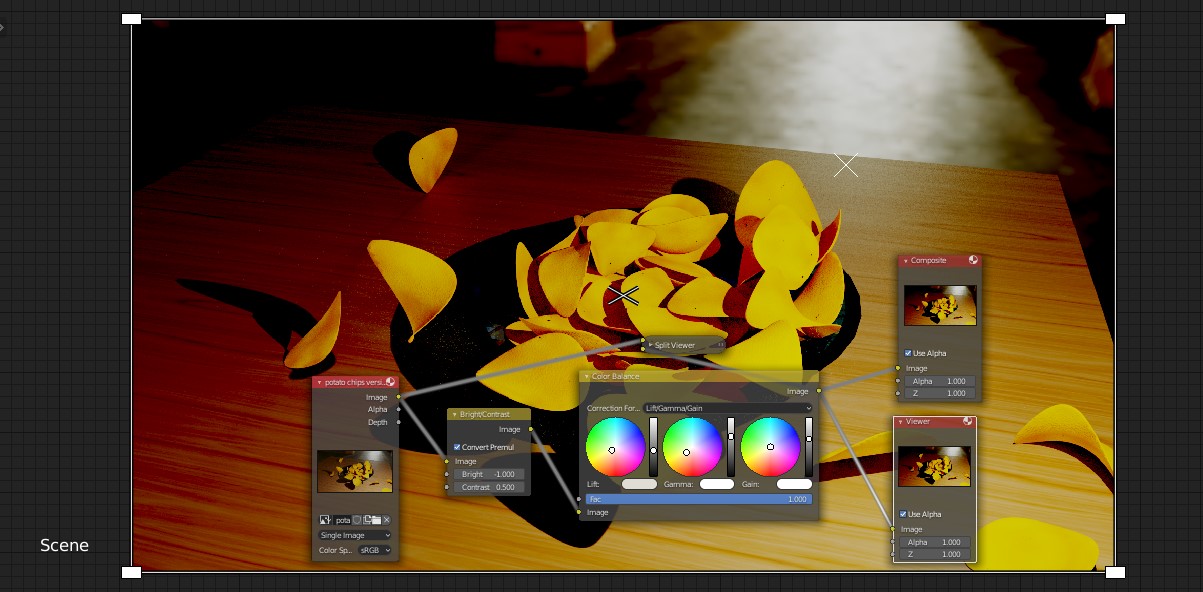 Composite
Use Alpha
Image
Alpha 1.000
Z 1.000
Split Viewer
potato chips versi...
Image
Alpha
Depth
pota
Single Image
Color Sp... sRGB
Bright/Contrast
Image
Convert Premul
Image
Bright -1.000
Contrast 0.500
Color Balance
Image
Correction For... Lift/Gamma/Gain
Lift: Gamma: Gain:
Fac 1.000
Image
Viewer
Use Alpha
Image
Alpha 1.000
Z 1.000
Scene